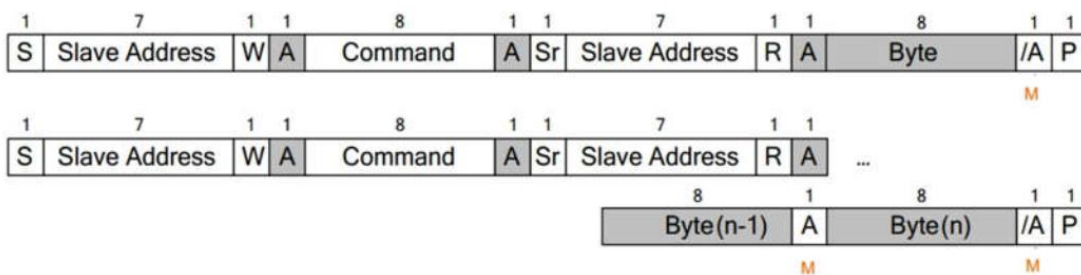 1 7 1 1 8 1 1 7 1 1 8 1 1
S Slave Address W A Command A Sr Slave Address R A Byte /A P
M
1 7 1 1 8 1 1 7 1 1
S Slave Address W A Command A Sr Slave Address R A ...
8 1 8 1 1
Byte(n-1) A Byte(n) /A P
M M